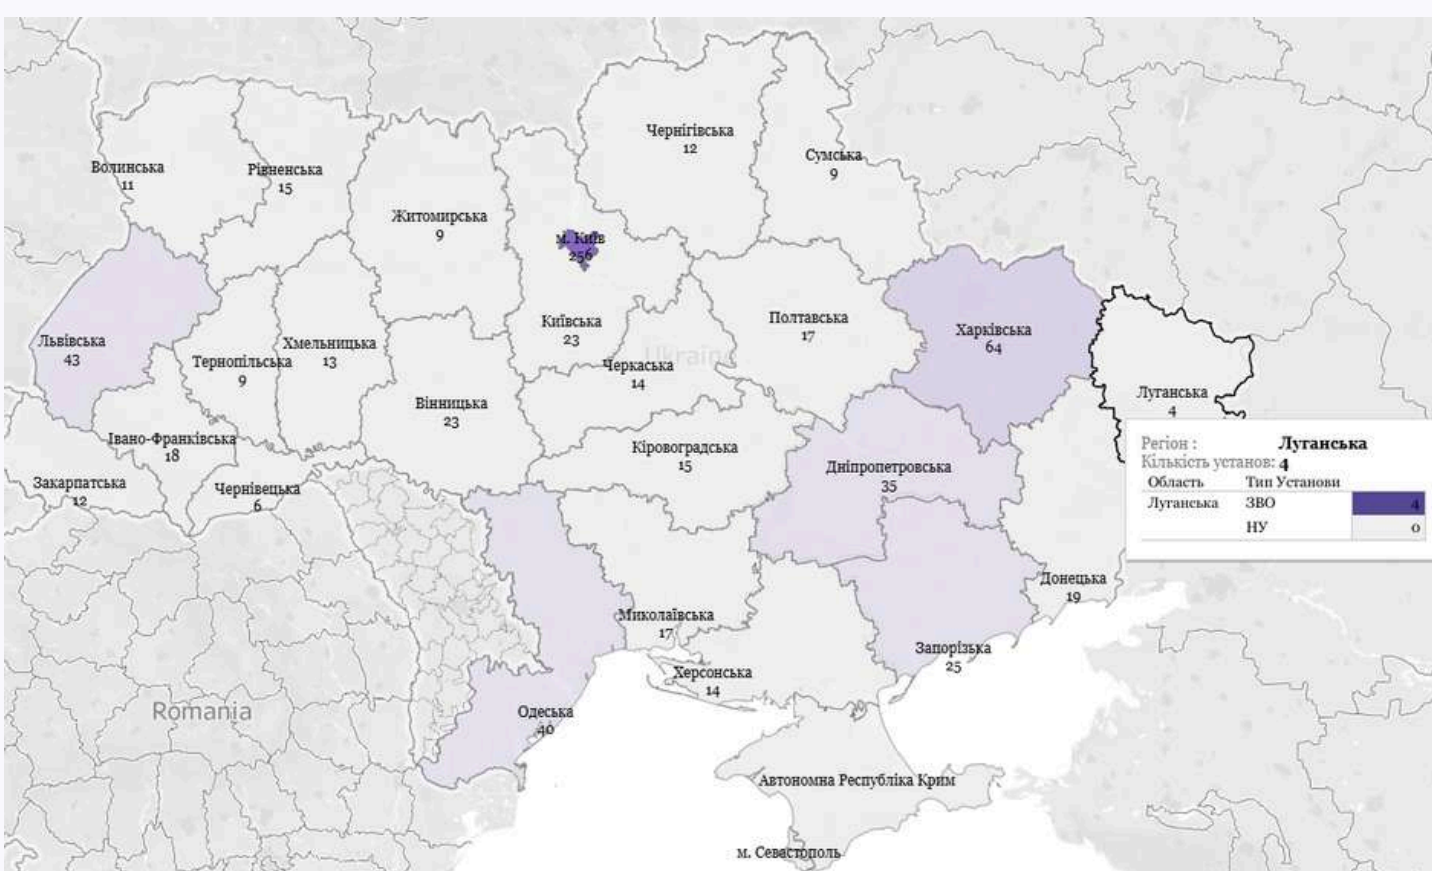 Чернігівська
12
Сумська
9
Волинська
11
Рівненська
15
Житомирська
9
м. Київ
256
Київська
23
Полтавська
17
Харківська
64
Львівська
43
Тернопільська
9
Хмельницька
13
Ukraine
Черкаська
14
Вінницька
23
Луганська
4
Івано-Франківська
18
Кіровоградська
15
Дніпропетровська
35
Закарпатська
12
Чернівецька
6
Регіон : Луганська
Кількість установ: 4
Область Тип Установи
Луганська ЗВО 4
НУ 0
Донецька
19
Миколаївська
17
Запорізька
25
Херсонська
14
Romania
Одеська
40
Автономна Республіка Крим
м. Севастополь